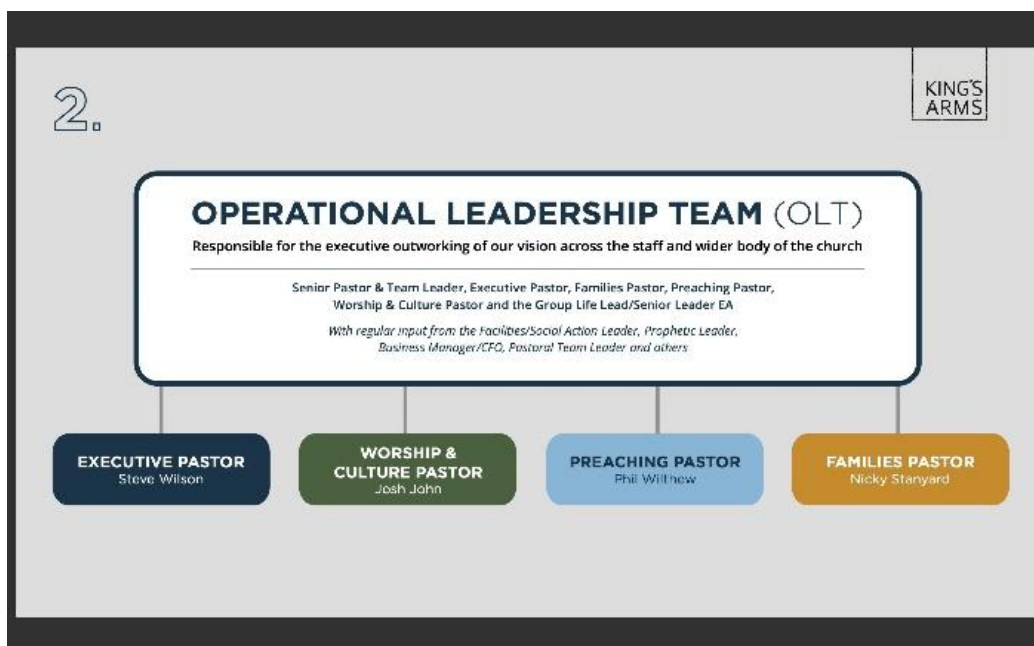 2.
KING'S
ARMS
OPERATIONAL LEADERSHIP TEAM (OLT)
Responsible for the executive outworking of our vision across the staff and wider body of the church
Senior Pastor & Team Leader, Executive Pastor, Families Pastor, Preaching Pastor,
Worship & Culture Pastor and the Group Life Lead/Senior Leader EA
With regular input from the Facilities/Social Action Leader, Prophetic Leader,
Business Manager/CFO, Pastoral Team Leader and others
EXECUTIVE PASTOR
Steve Wilson
WORSHIP &
CULTURE PASTOR
Josh John
PREACHING PASTOR
Phil Wilthew
FAMILIES PASTOR
Nicky Stanyard